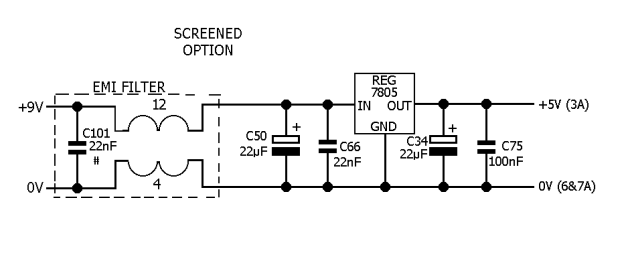 SCREENED
OPTION
EMI FILTER
REG
7805
+9V
12
IN
OUT
+5V (3A)
C101
22nF
#
GND
C50
22µF
C66
22nF
C34
22µF
C75
100nF
0V
4
0V (6&7A)
+
+